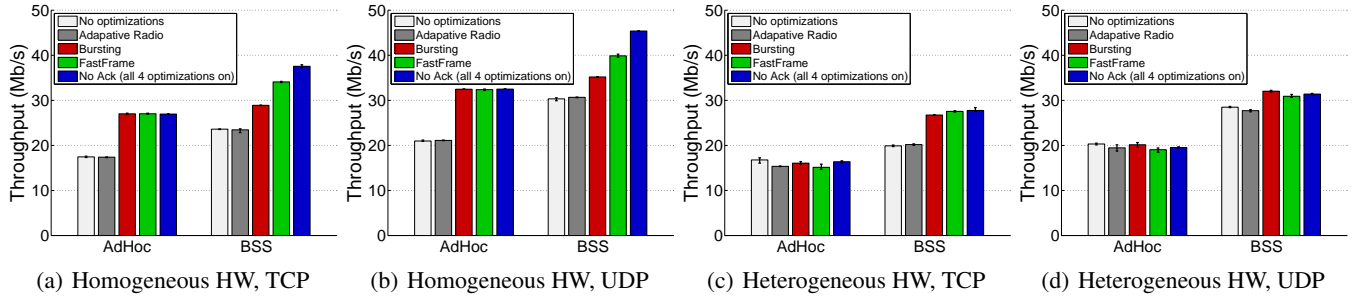 Throughput (Mb/s)
50
40
30
20
10
0
No optimizations
Adapative Radio
Bursting
FastFrame
No Ack (all 4 optimizations on)
AdHoc BSS
(a) Homogeneous HW, TCP
Throughput (Mb/s)
50
40
30
20
10
0
No optimizations
Adapative Radio
Bursting
FastFrame
No Ack (all 4 optimizations on)
AdHoc BSS
(b) Homogeneous HW, UDP
Throughput (Mb/s)
50
40
30
20
10
0
No optimizations
Adapative Radio
Bursting
FastFrame
No Ack (all 4 optimizations on)
AdHoc BSS
(c) Heterogeneous HW, TCP
Throughput (Mb/s)
50
40
30
20
10
0
No optimizations
Adapative Radio
Bursting
FastFrame
No Ack (all 4 optimizations on)
AdHoc BSS
(d) Heterogeneous HW, UDP